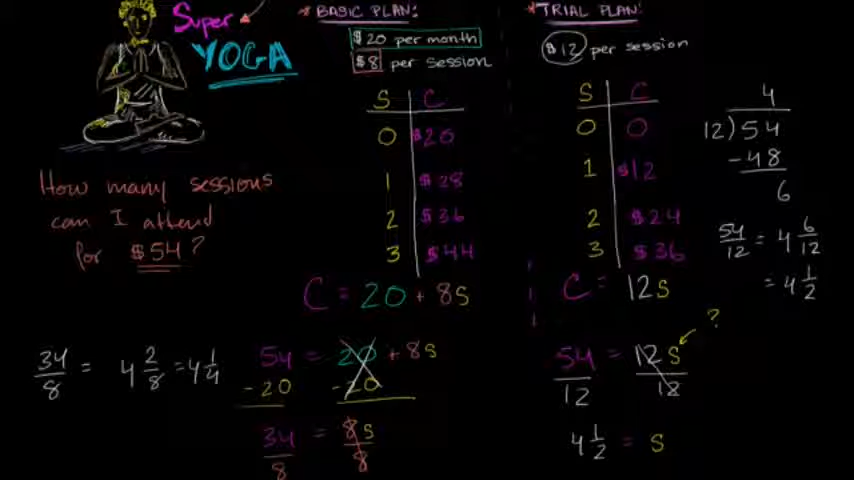 Super
YOGA
How many sessions
can I attend
for $54?
34/8 = 4 2/8 = 4 1/4
* BASIC PLAN:
$20 per month
$8 per session
S C
0 $20
1 $28
2 $36
3 $44
C = 20 + 8s
54 = 20 + 8s
-20 -20
34/8 = 8s/8
* TRIAL PLAN:
$12 per session
S C
0 0
1 $12
2 $24
3 $36
C = 12s
?
54/12 = 12s/12
4 1/2 = s
4
12)54
-48
6
54/12 = 4 6/12
= 4 1/2